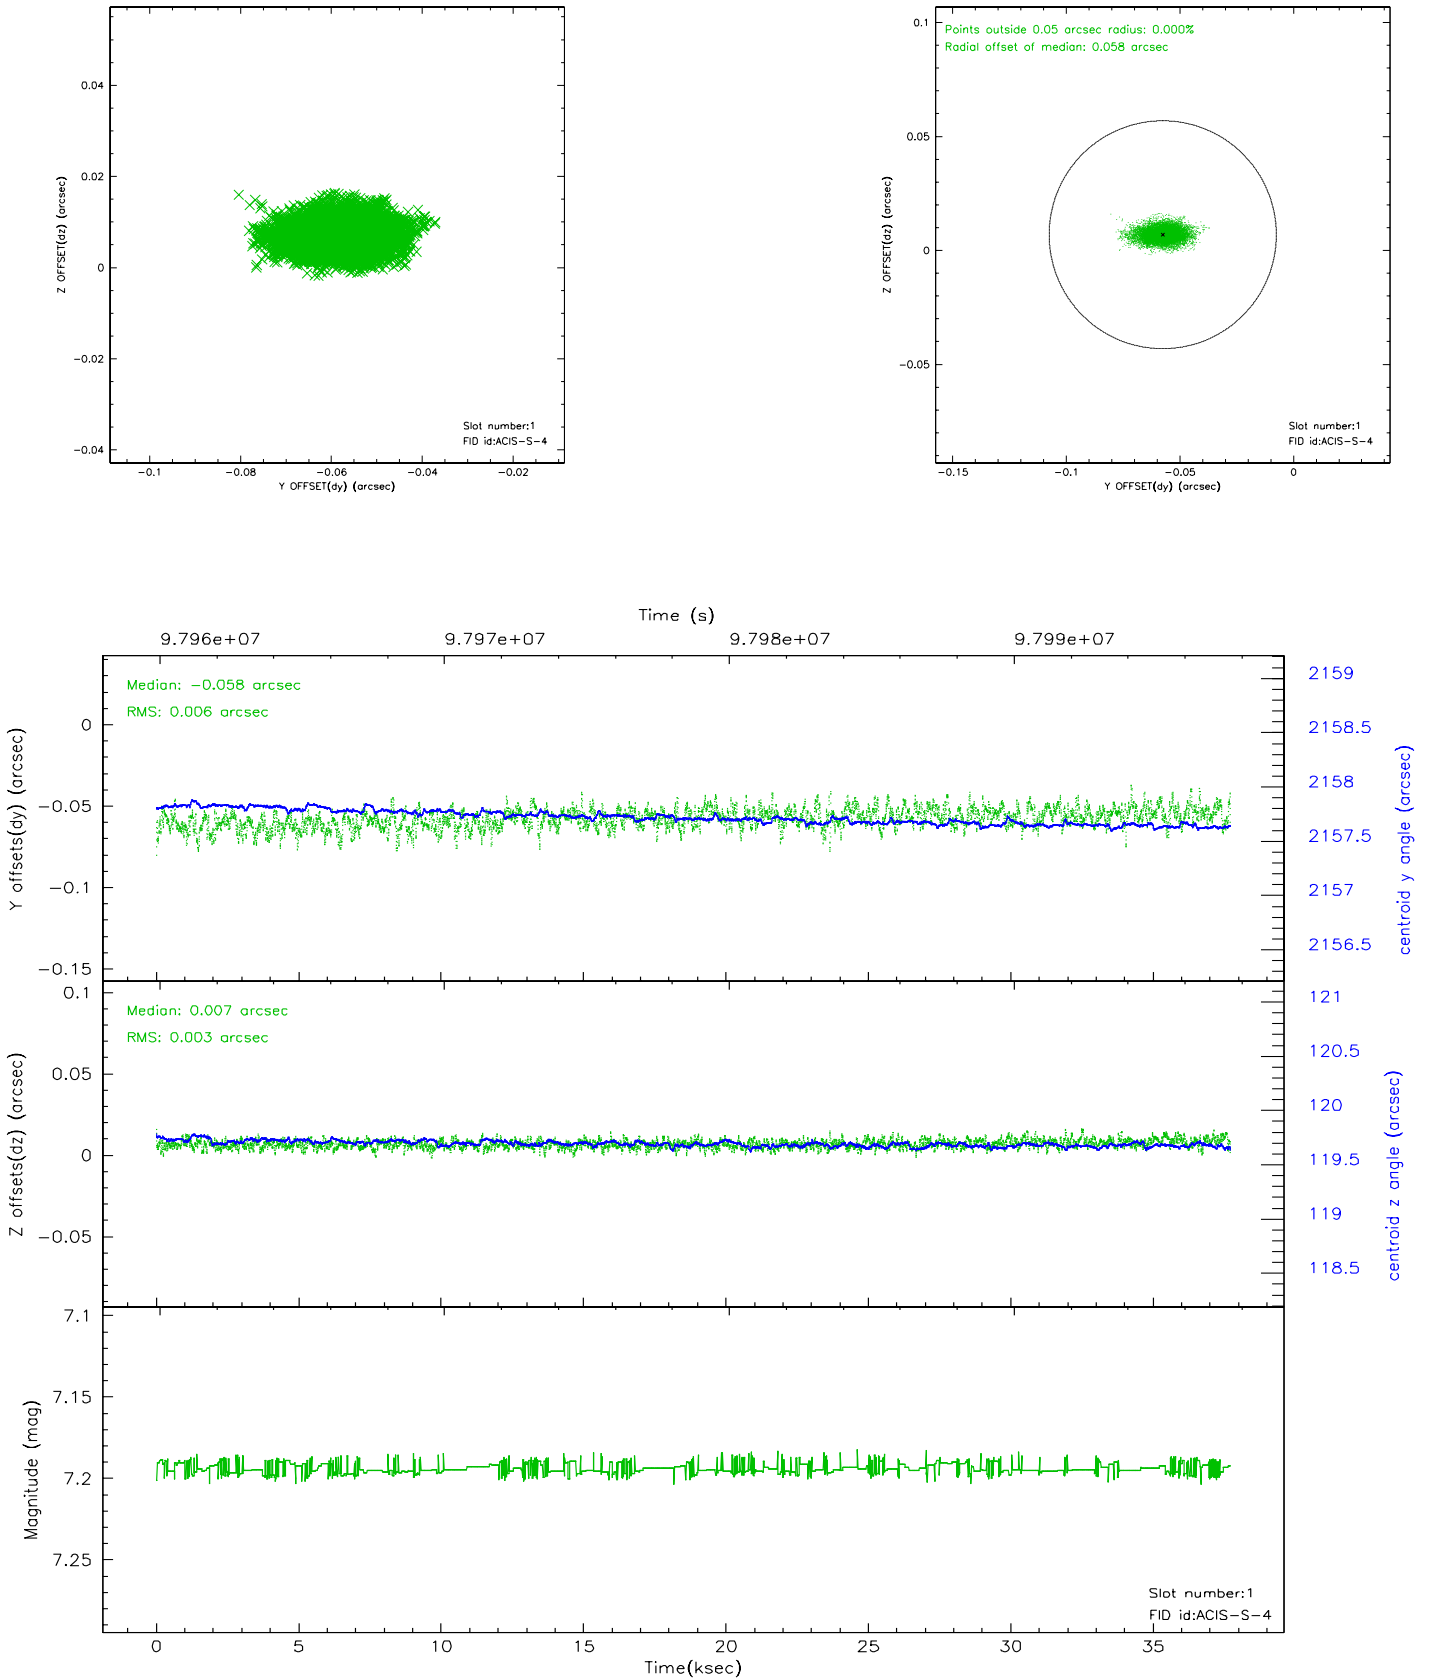 0.04
0.02
0
−0.02
−0.04
Z OFFSET(dz) (arcsec)
Slot number:1
FID id:ACIS−S−4
−0.1
−0.08
−0.06
−0.04
−0.02
Y OFFSET(dy) (arcsec)
Points outside 0.05 arcsec radius: 0.000%
Radial offset of median: 0.058 arcsec
0.1
0.05
0
−0.05
Z OFFSET(dz) (arcsec)
Slot number:1
FID id:ACIS−S−4
−0.15
−0.1
−0.05
0
Y OFFSET(dy) (arcsec)
Time (s)
9.796e+07
9.797e+07
9.798e+07
9.799e+07
Median: −0.058 arcsec
RMS: 0.006 arcsec
0
−0.05
−0.1
−0.15
Y offsets(dy) (arcsec)
2159
2158.5
2158
2157.5
2157
2156.5
centroid y angle (arcsec)
Median: 0.007 arcsec
RMS: 0.003 arcsec
0.1
0.05
0
−0.05
Z offsets(dz) (arcsec)
121
120.5
120
119.5
119
118.5
centroid z angle (arcsec)
7.1
7.15
7.2
7.25
Magnitude (mag)
Slot number:1
FID id:ACIS−S−4
0
5
10
15
20
25
30
35
Time(ksec)